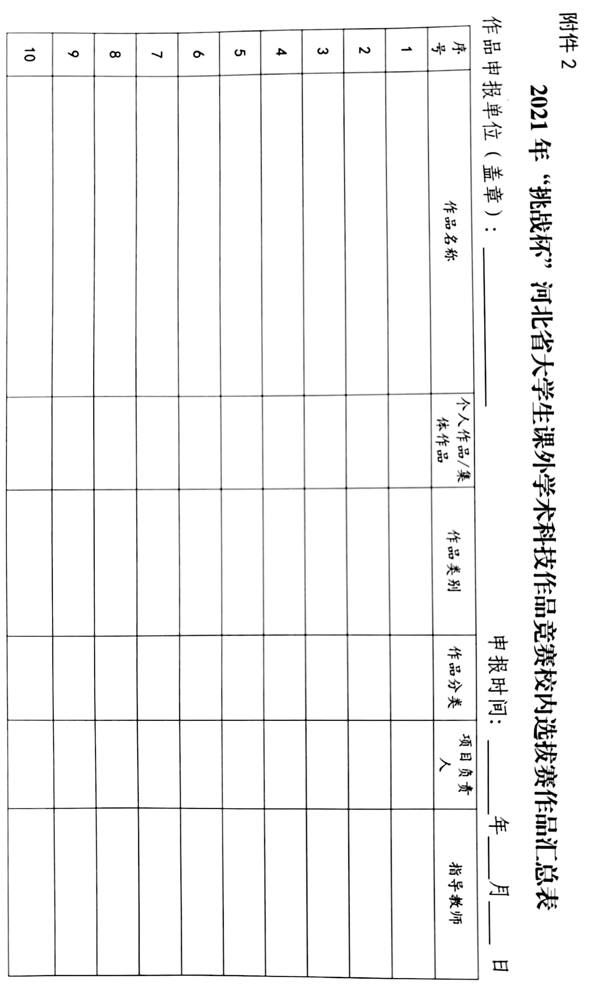 附件 2
2021 年“挑战杯”河北省大学生课外学术科技作品竞赛校内选拔赛作品汇总表
作品申报单位（盖章）：____________ 申报时间：______年___月___日
序号 作品名称 个人作品/集体作品 作品类别 作品分类 项目负责人 指导教师
1
2
3
4
5
6
7
8
9
10